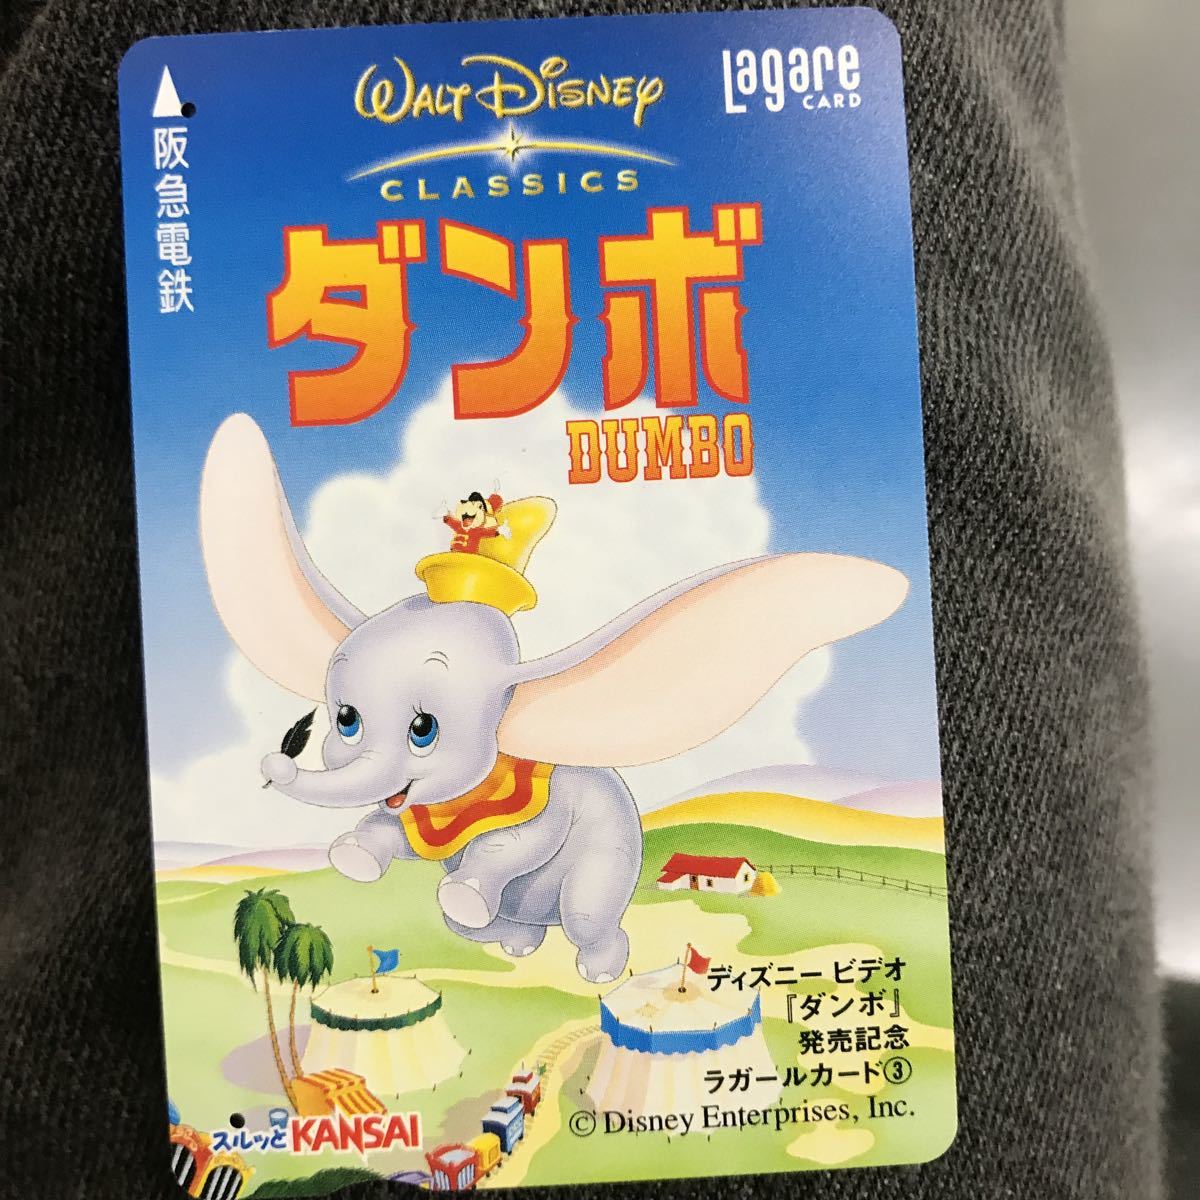 阪急電鉄
WALT DISNEY
CLASSICS
Lagare
CARD
ダンボ
DUMBO
ディズニー ビデオ
『ダンボ』
発売記念
ラガールカード③
© Disney Enterprises, Inc.
スルッとKANSAI